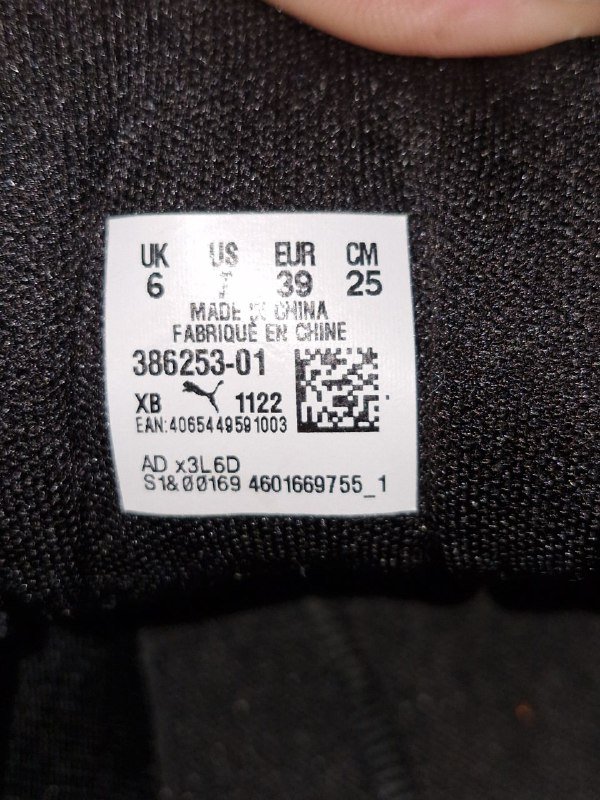 UK US EUR CM
6 7 39 25
MADE IN CHINA
FABRIQUÉ EN CHINE
386253-01
XB 1122
EAN:4065449591003
AD x3L6D
S1&00169 4601669755_1